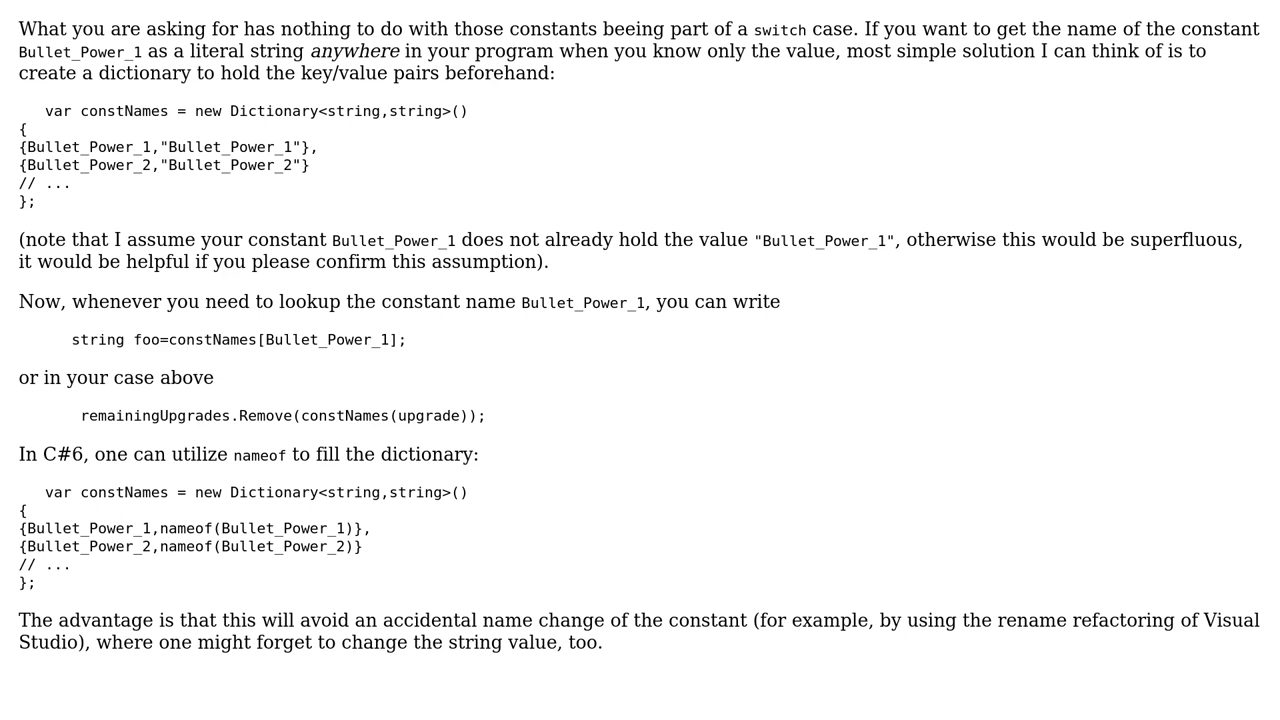 What you are asking for has nothing to do with those constants beeing part of a switch case. If you want to get the name of the constant
Bullet_Power_1 as a literal string anywhere in your program when you know only the value, most simple solution I can think of is to
create a dictionary to hold the key/value pairs beforehand:
var constNames = new Dictionary<string,string>()
{
{Bullet_Power_1,"Bullet_Power_1"},
{Bullet_Power_2,"Bullet_Power_2"}
// ...
};
(note that I assume your constant Bullet_Power_1 does not already hold the value "Bullet_Power_1", otherwise this would be superfluous,
it would be helpful if you please confirm this assumption).
Now, whenever you need to lookup the constant name Bullet_Power_1, you can write
string foo=constNames[Bullet_Power_1];
or in your case above
remainingUpgrades.Remove(constNames(upgrade));
In C#6, one can utilize nameof to fill the dictionary:
var constNames = new Dictionary<string,string>()
{
{Bullet_Power_1,nameof(Bullet_Power_1)},
{Bullet_Power_2,nameof(Bullet_Power_2)}
// ...
};
The advantage is that this will avoid an accidental name change of the constant (for example, by using the rename refactoring of Visual
Studio), where one might forget to change the string value, too.